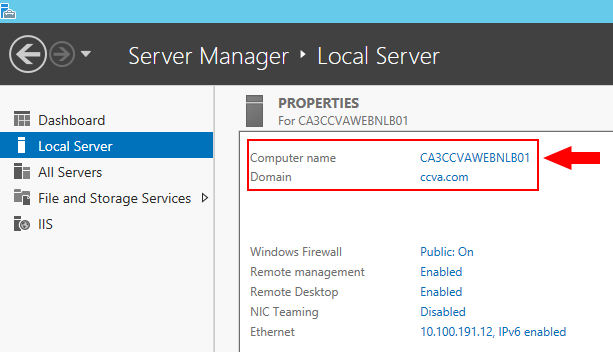 Server Manager ‣ Local Server
Dashboard
Local Server
All Servers
File and Storage Services
IIS
PROPERTIES
For CA3CCVAWEBNLB01
Computer name CA3CCVAWEBNLB01
Domain ccva.com
Windows Firewall Public: On
Remote management Enabled
Remote Desktop Enabled
NIC Teaming Disabled
Ethernet 10.100.191.12, IPv6 enabled